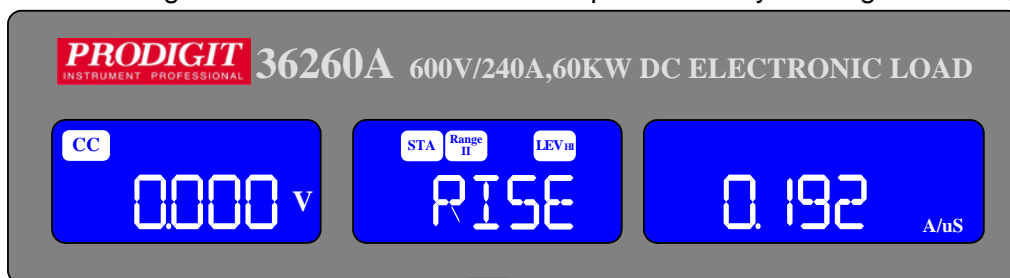 PRODIGIT
INSTRUMENT PROFESSIONAL
36260A 600V/240A,60KW DC ELECTRONIC LOAD
CC
0.000 V
STA Range II LEV HI
RISE
0.192
A/uS